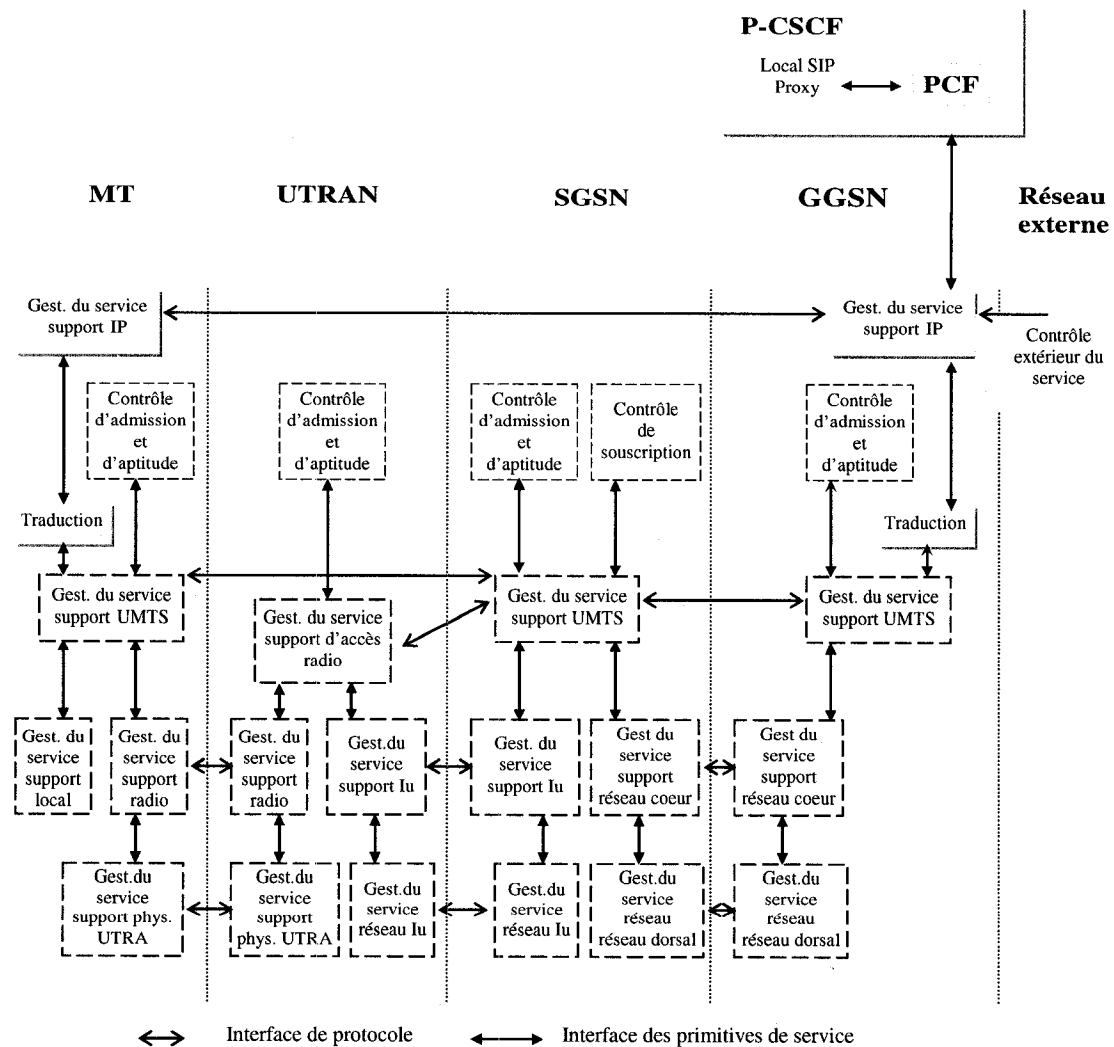 P-CSCF
Local SIP
Proxy
PCF
MT
UTRAN
SGSN
GGSN
Réseau
externe
Gest. du service
support IP
Gest. du service
support IP
Contrôle
extérieur du
service
Contrôle
d'admission
et
d'aptitude
Contrôle
d'admission
et
d'aptitude
Contrôle
d'admission
et
d'aptitude
Contrôle
de
souscription
Contrôle
d'admission
et
d'aptitude
Traduction
Traduction
Gest. du service
support UMTS
Gest. du service
support d'accès
radio
Gest. du service
support UMTS
Gest. du service
support UMTS
Gest. du
service
support
local
Gest. du
service
support
radio
Gest. du
service
support
radio
Gest.du
service
support Iu
Gest.du
service
support Iu
Gest du
service
support
réseau coeur
Gest du
service
support
réseau coeur
Gest.du
service
support phys.
UTRA
Gest.du
service
support
phys. UTRA
Gest.du
service
réseau Iu
Gest.du
service
réseau Iu
Gest.du
service
réseau
réseau dorsal
Gest.du
service
réseau
réseau dorsal
Interface de protocole
Interface des primitives de service